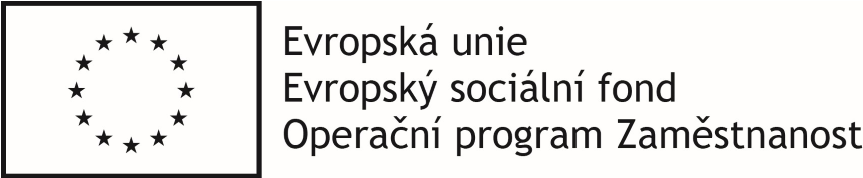 Evropská unie
Evropský sociální fond
Operační program Zaměstnanost